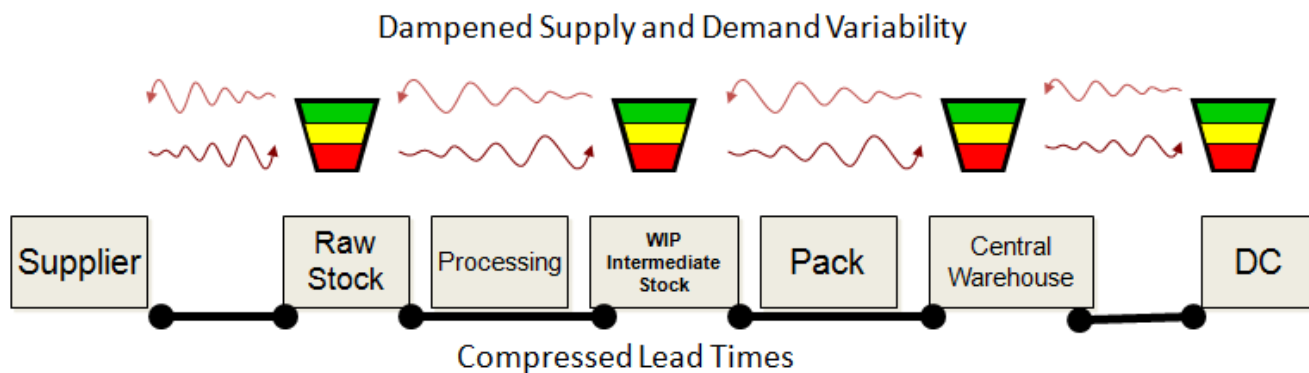 Dampened Supply and Demand Variability
Supplier
Raw
Stock
Processing
WIP
Intermediate
Stock
Pack
Central
Warehouse
DC
Compressed Lead Times